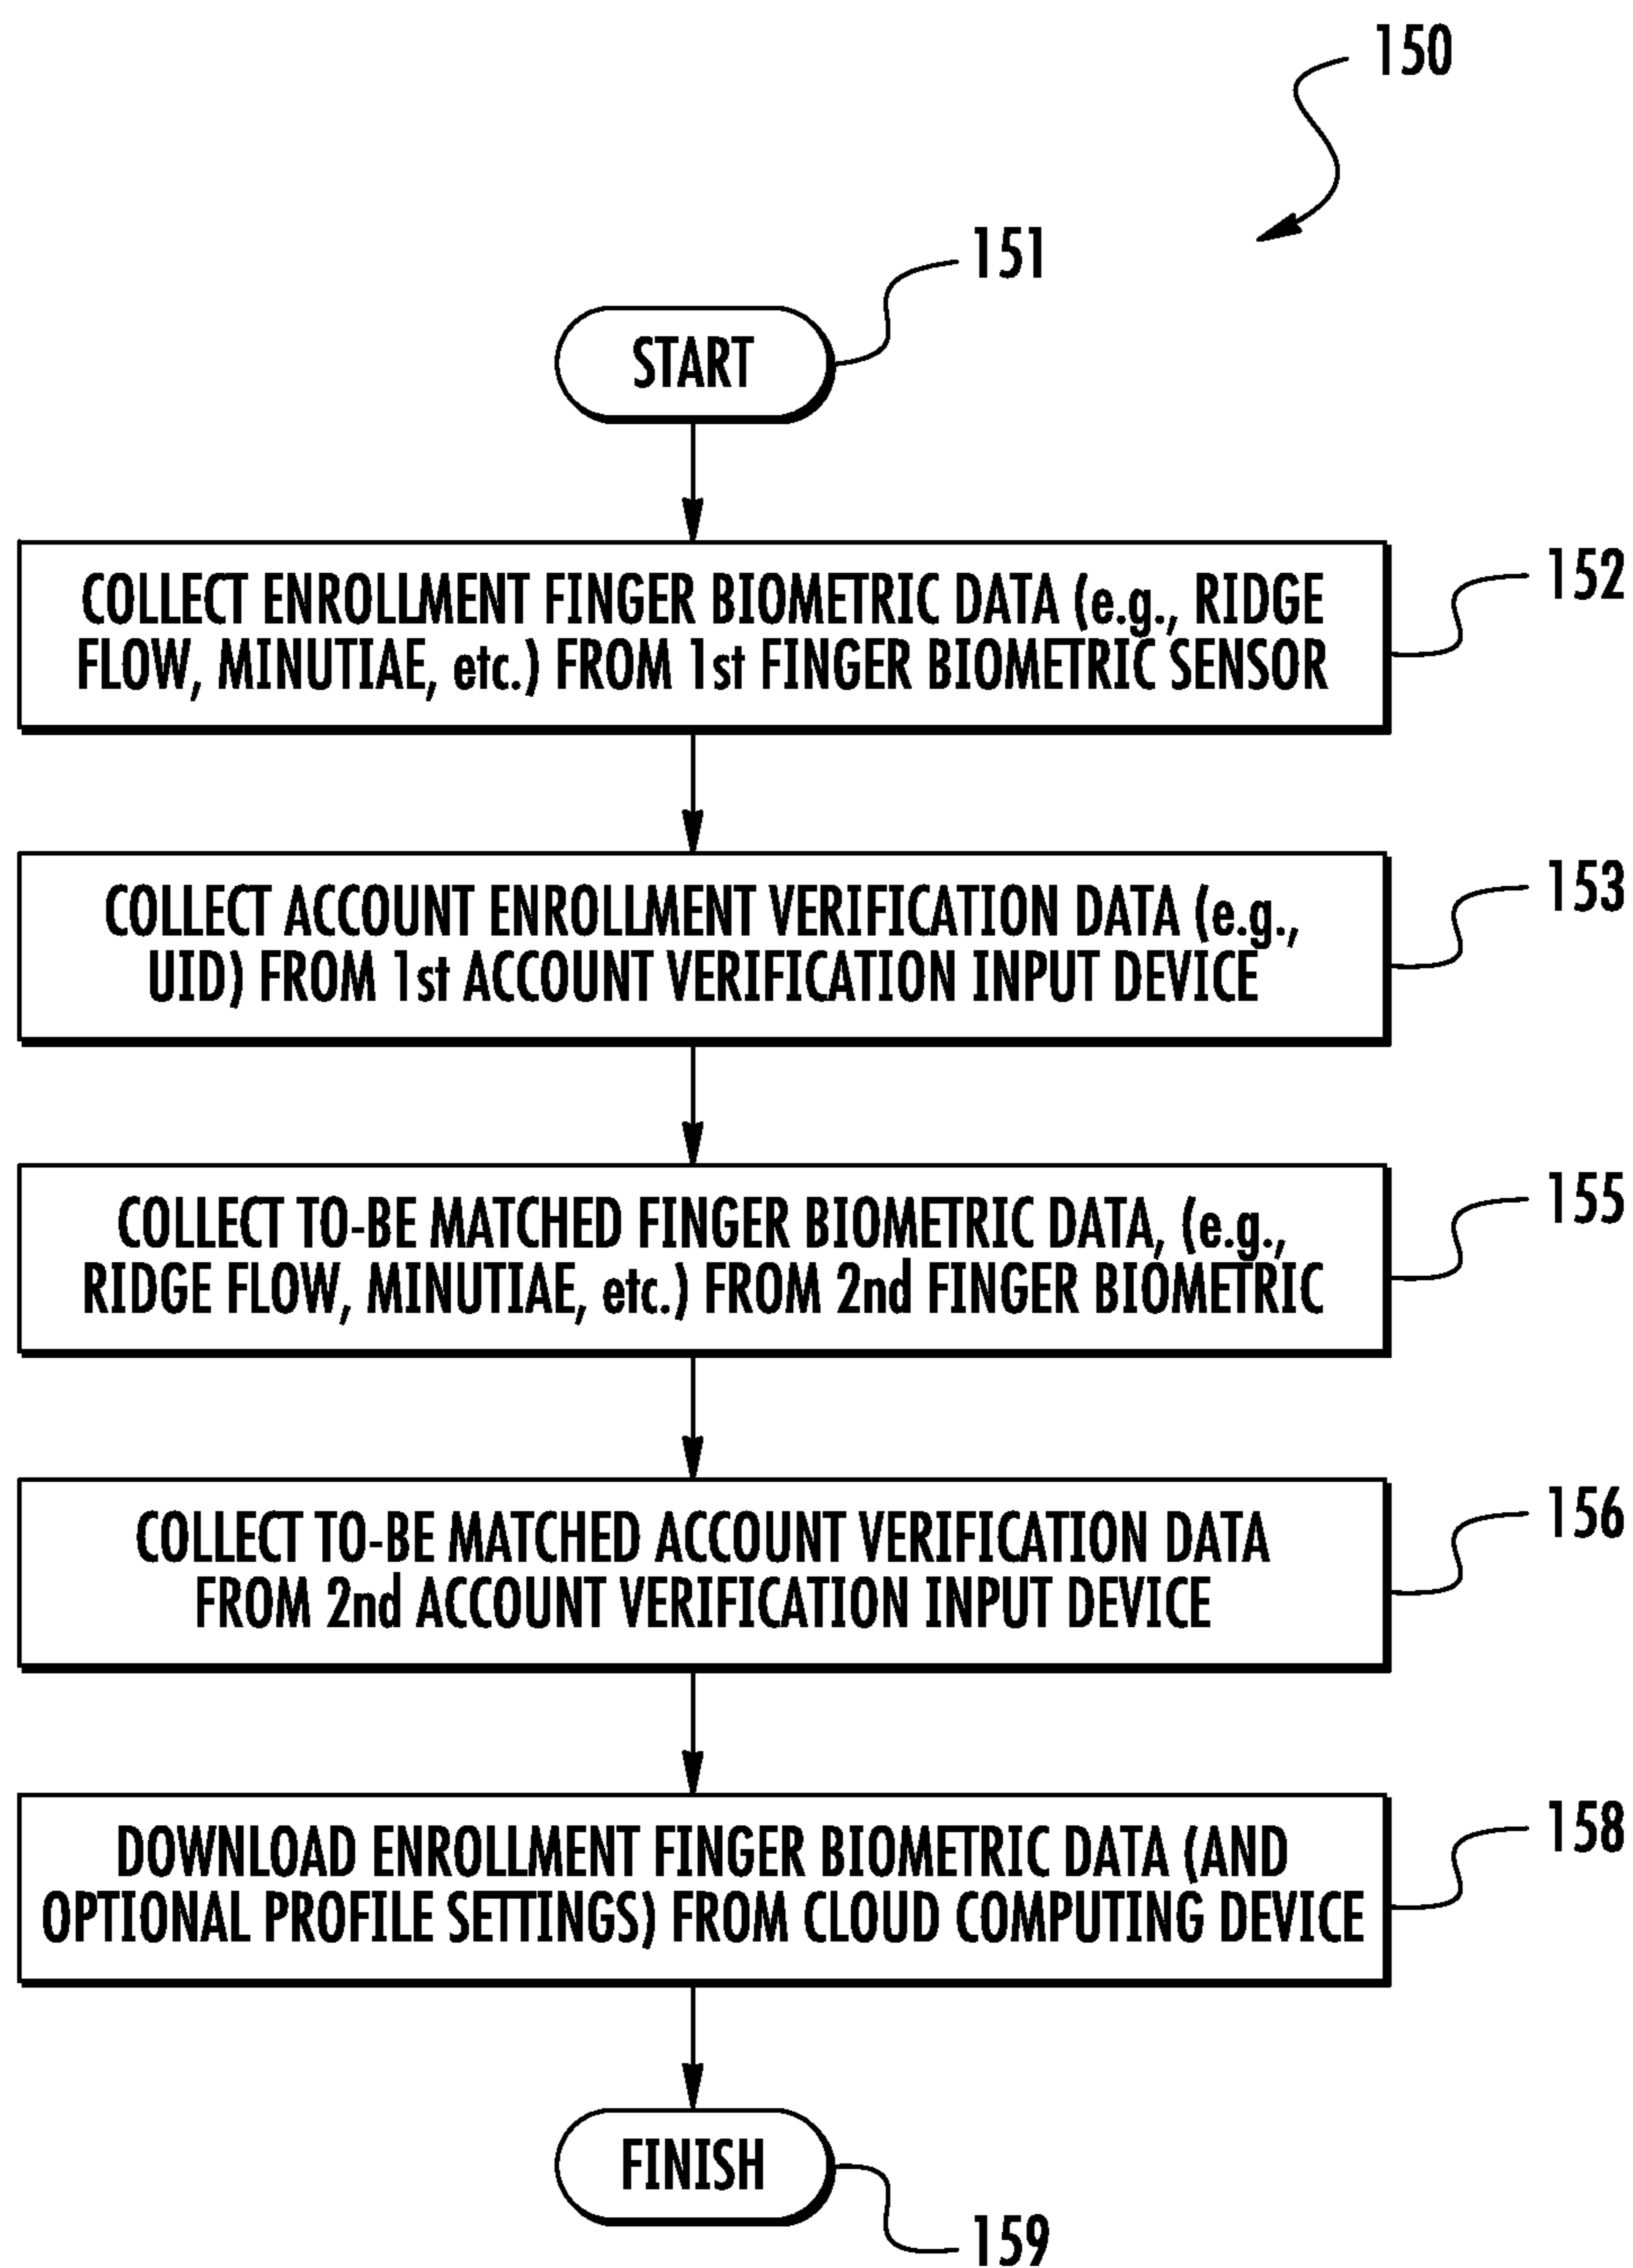 150
151
START
152
COLLECT ENROLLMENT FINGER BIOMETRIC DATA (e.g., RIDGE
FLOW, MINUTIAE, etc.) FROM 1st FINGER BIOMETRIC SENSOR
153
COLLECT ACCOUNT ENROLLMENT VERIFICATION DATA (e.g.,
UID) FROM 1st ACCOUNT VERIFICATION INPUT DEVICE
155
COLLECT TO-BE MATCHED FINGER BIOMETRIC DATA, (e.g.,
RIDGE FLOW, MINUTIAE, etc.) FROM 2nd FINGER BIOMETRIC
156
COLLECT TO-BE MATCHED ACCOUNT VERIFICATION DATA
FROM 2nd ACCOUNT VERIFICATION INPUT DEVICE
158
DOWNLOAD ENROLLMENT FINGER BIOMETRIC DATA (AND
OPTIONAL PROFILE SETTINGS) FROM CLOUD COMPUTING DEVICE
FINISH
159